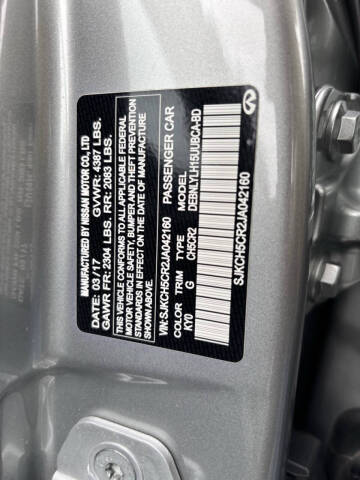 MANUFACTURED BY NISSAN MOTOR CO., LTD
DATE: 03/17 GVWR: 4387 LBS.
GAWR FR: 2304 LBS. RR: 2083 LBS.
THIS VEHICLE CONFORMS TO ALL APPLICABLE FEDERAL
MOTOR VEHICLE SAFETY, BUMPER AND THEFT PREVENTION
STANDARDS IN EFFECT ON THE DATE OF MANUFACTURE SHOWN ABOVE.
VIN: SJKCH5CR2JA042160 PASSENGER CAR
COLOR TRIM TYPE MODEL
KY0 G CH5CR2 DEBNLYLH15UUBCA-BD
SJKCH5CR2JA042160